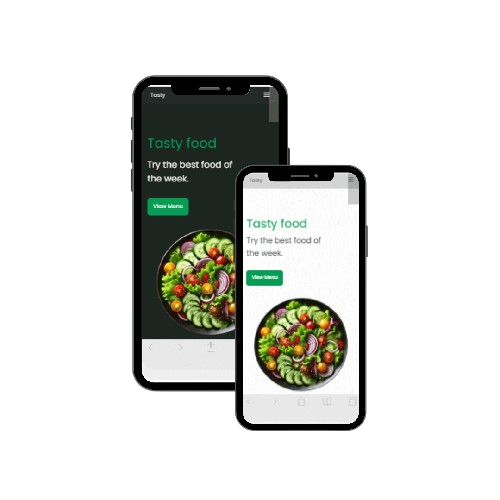 Tasty
Tasty food
Try the best food of
the week.
View Menu
Tasty
Tasty food
Try the best food of
the week.
View Menu